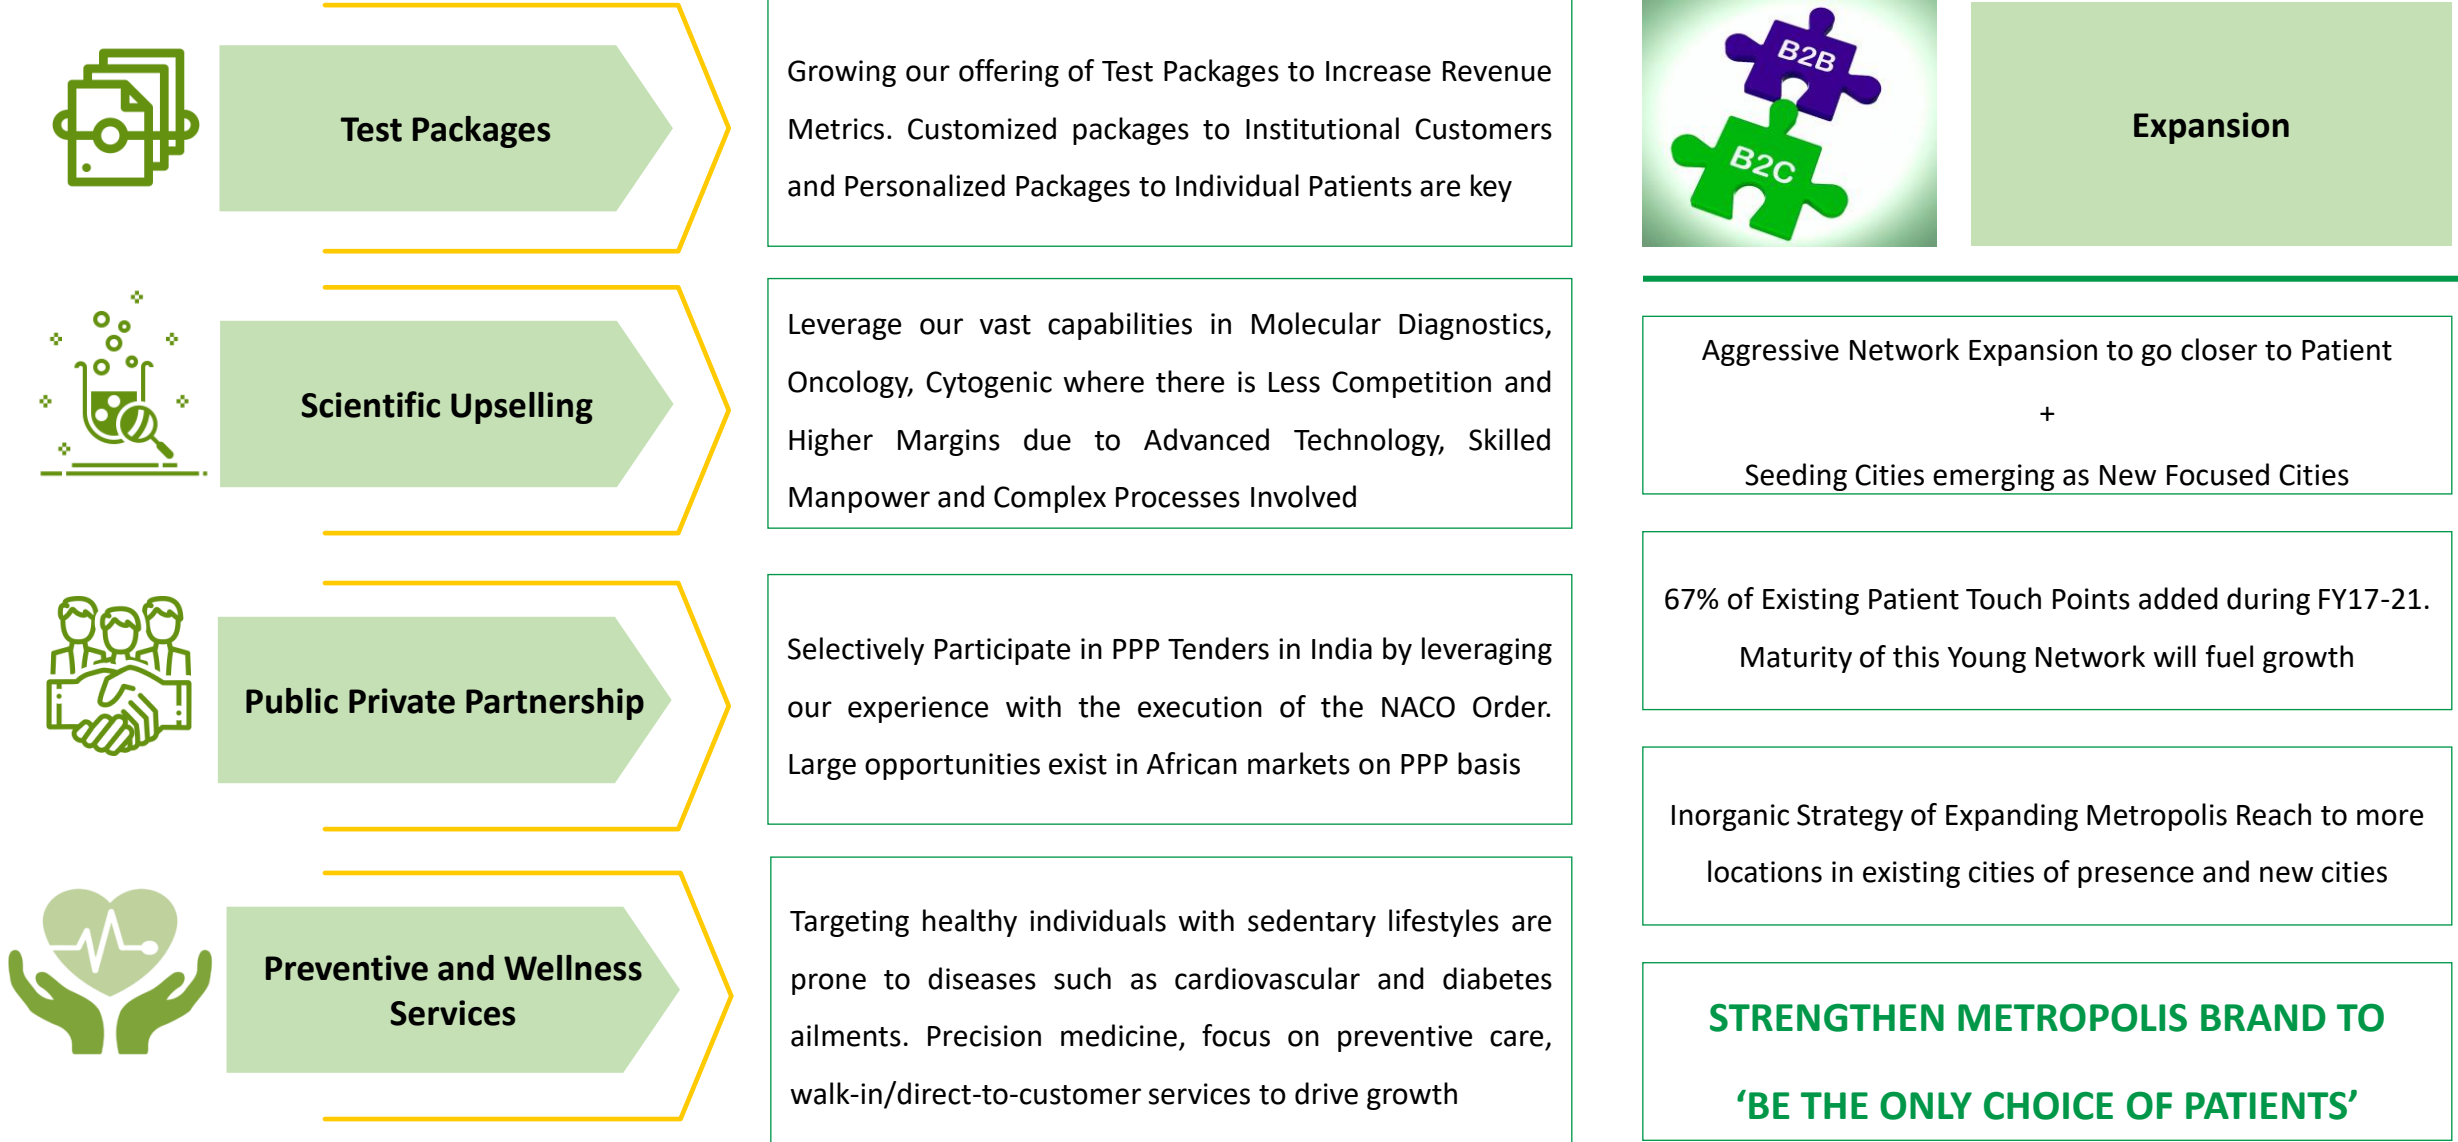 Test Packages
Growing our offering of Test Packages to Increase Revenue
Metrics. Customized packages to Institutional Customers
and Personalized Packages to Individual Patients are key
Scientific Upselling
Leverage our vast capabilities in Molecular Diagnostics,
Oncology, Cytogenic where there is Less Competition and
Higher Margins due to Advanced Technology, Skilled
Manpower and Complex Processes Involved
Public Private Partnership
Selectively Participate in PPP Tenders in India by leveraging
our experience with the execution of the NACO Order.
Large opportunities exist in African markets on PPP basis
Preventive and Wellness
Services
Targeting healthy individuals with sedentary lifestyles are
prone to diseases such as cardiovascular and diabetes
ailments. Precision medicine, focus on preventive care,
walk-in/direct-to-customer services to drive growth
B2B
B2C
Expansion
Aggressive Network Expansion to go closer to Patient
+
Seeding Cities emerging as New Focused Cities
67% of Existing Patient Touch Points added during FY17-21.
Maturity of this Young Network will fuel growth
Inorganic Strategy of Expanding Metropolis Reach to more
locations in existing cities of presence and new cities
STRENGTHEN METROPOLIS BRAND TO
‘BE THE ONLY CHOICE OF PATIENTS’